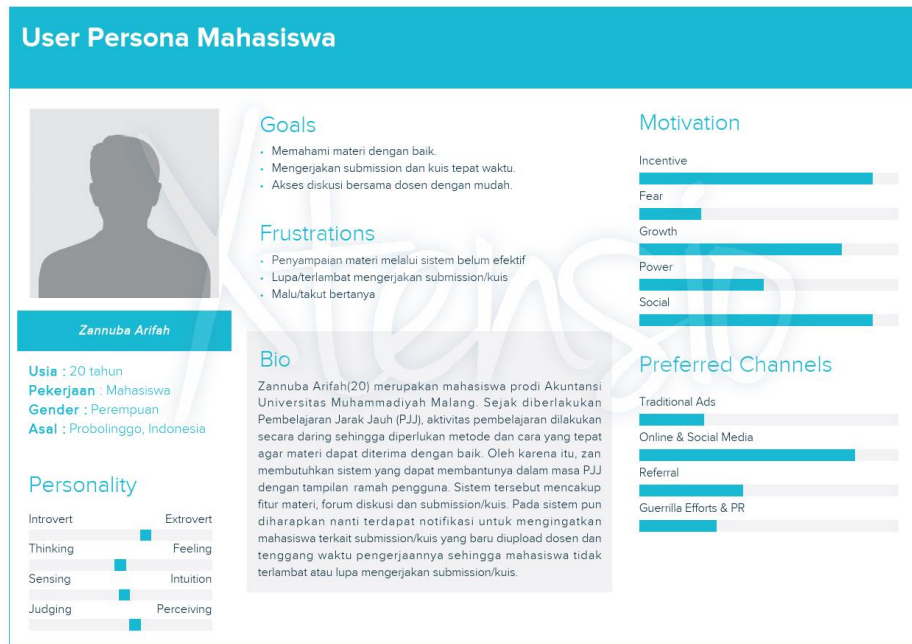 User Persona Mahasiswa
Zannuba Arifah
Usia : 20 tahun
Pekerjaan : Mahasiswa
Gender : Perempuan
Asal : Probolinggo, Indonesia
Personality
Introvert Extrovert
Thinking Feeling
Sensing Intuition
Judging Perceiving
Goals
• Memahami materi dengan baik.
• Mengerjakan submission dan kuis tepat waktu.
• Akses diskusi bersama dosen dengan mudah.
Frustrations
• Penyampaian materi melalui sistem belum efektif
• Lupa/terlambat mengerjakan submission/kuis
• Malu/takut bertanya
Bio
Zannuba Arifah(20) merupakan mahasiswa prodi Akuntansi
Universitas Muhammadiyah Malang. Sejak diberlakukan
Pembelajaran Jarak Jauh (PJJ), aktivitas pembelajaran dilakukan
secara daring sehingga diperlukan metode dan cara yang tepat
agar materi dapat diterima dengan baik. Oleh karena itu, zan
membutuhkan sistem yang dapat membantunya dalam masa PJJ
dengan tampilan ramah pengguna. Sistem tersebut mencakup
fitur materi, forum diskusi dan submission/kuis. Pada sistem pun
diharapkan nanti terdapat notifikasi untuk mengingatkan
mahasiswa terkait submission/kuis yang baru diupload dosen dan
tenggang waktu pengerjaannya sehingga mahasiswa tidak
terlambat atau lupa mengerjakan submission/kuis.
Motivation
Incentive
Fear
Growth
Power
Social
Preferred Channels
Traditional Ads
Online & Social Media
Referral
Guerrilla Efforts & PR
Xtensio